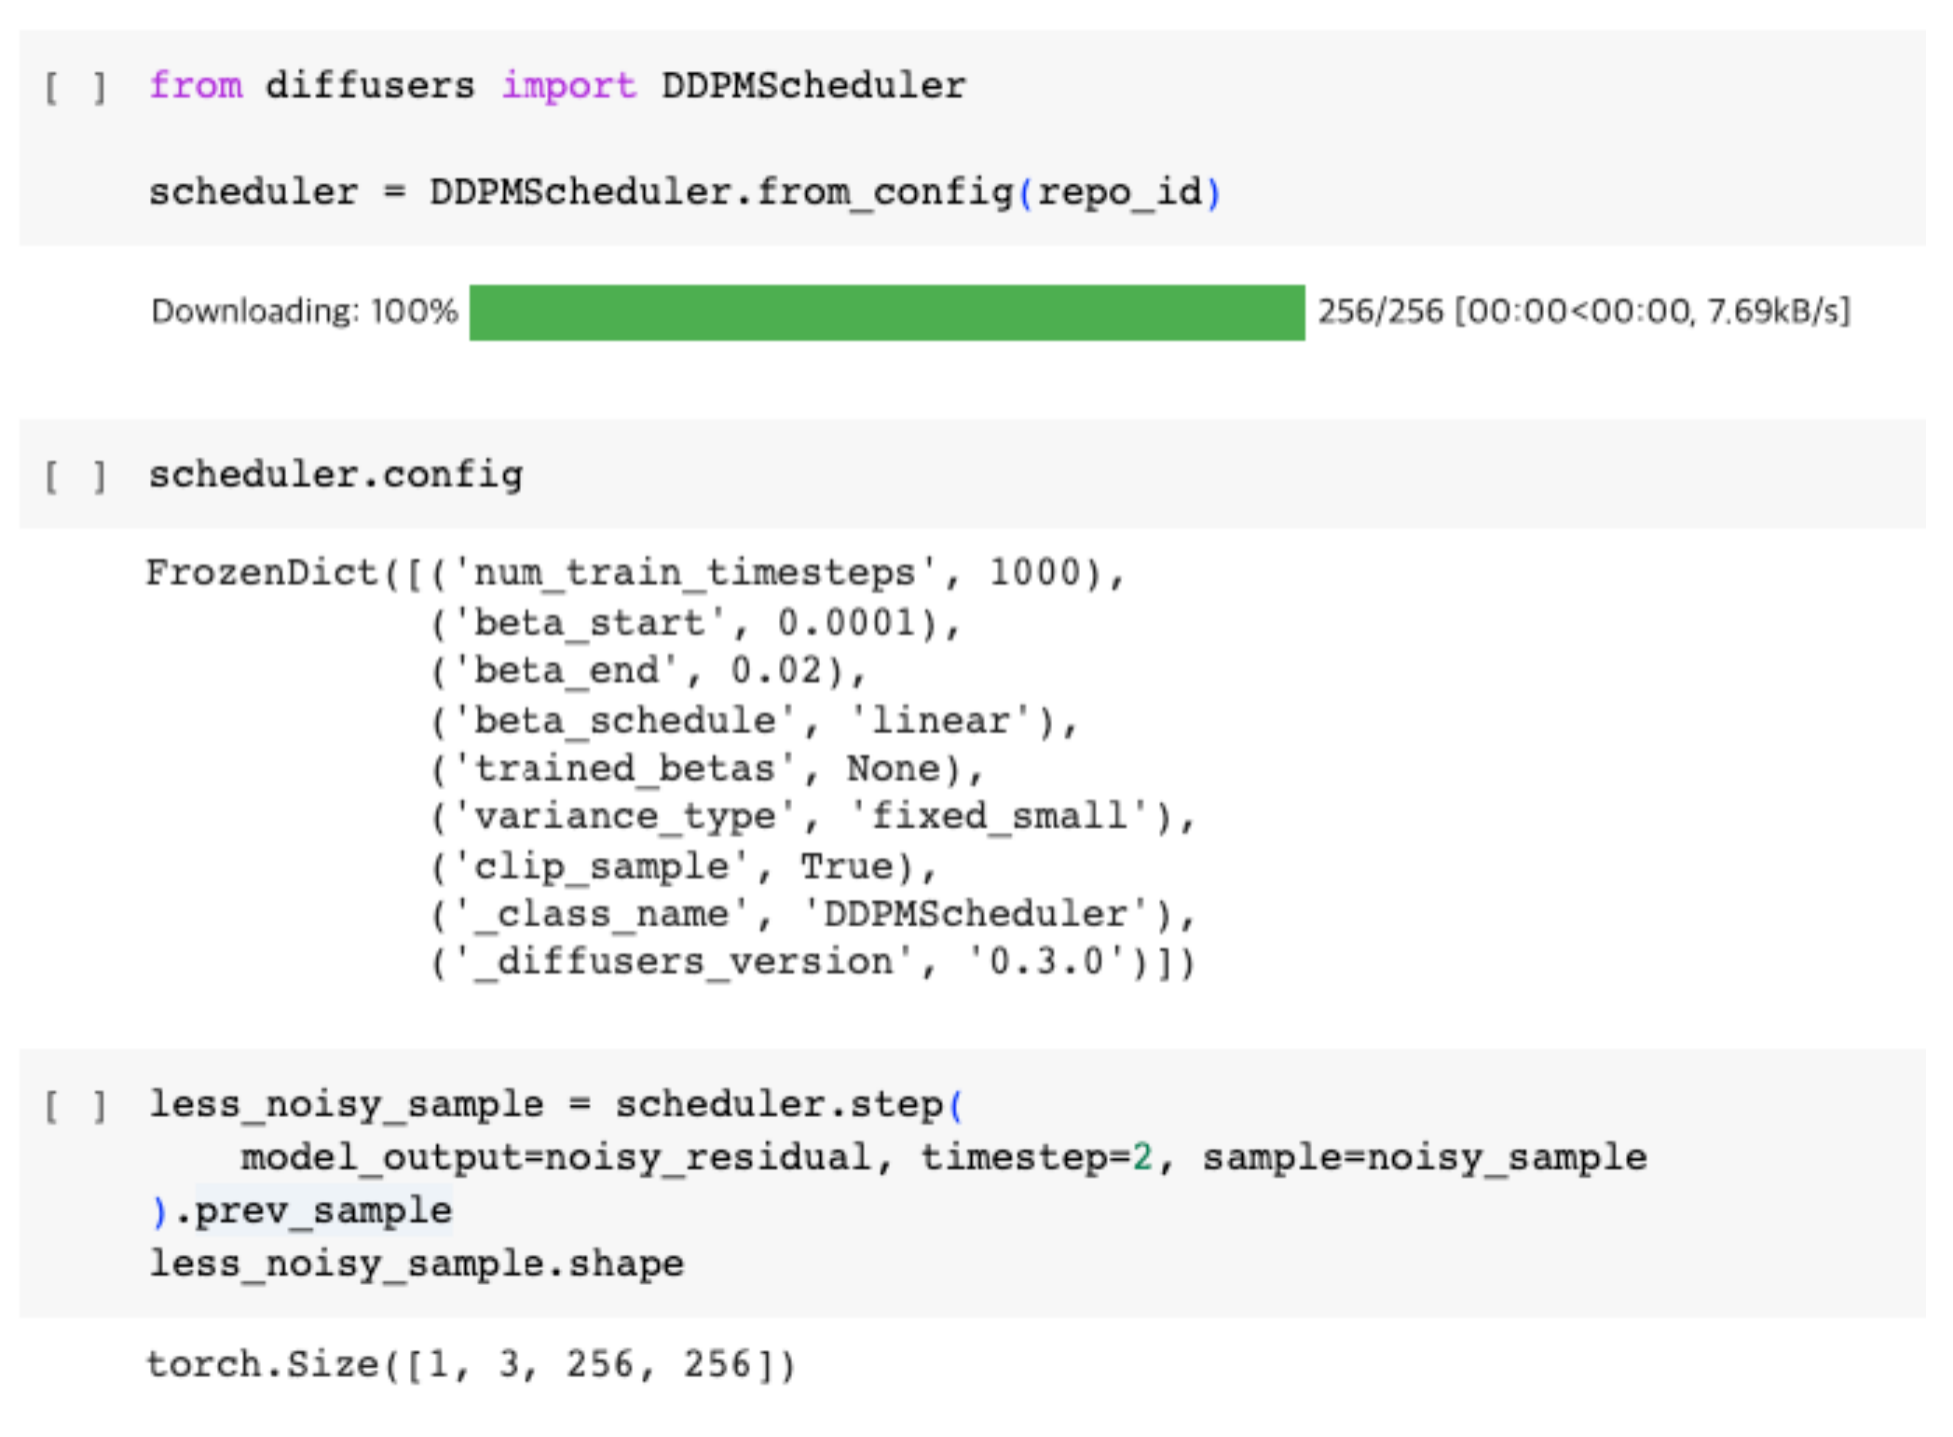 [ ] from diffusers import DDPMScheduler
scheduler = DDPMScheduler.from_config(repo_id)
Downloading: 100% 256/256 [00:00<00:00, 7.69kB/s]
[ ] scheduler.config
FrozenDict([('num_train_timesteps', 1000),
('beta_start', 0.0001),
('beta_end', 0.02),
('beta_schedule', 'linear'),
('trained_betas', None),
('variance_type', 'fixed_small'),
('clip_sample', True),
('_class_name', 'DDPMScheduler'),
('_diffusers_version', '0.3.0')])
[ ] less_noisy_sample = scheduler.step(
model_output=noisy_residual, timestep=2, sample=noisy_sample
).prev_sample
less_noisy_sample.shape
torch.Size([1, 3, 256, 256])